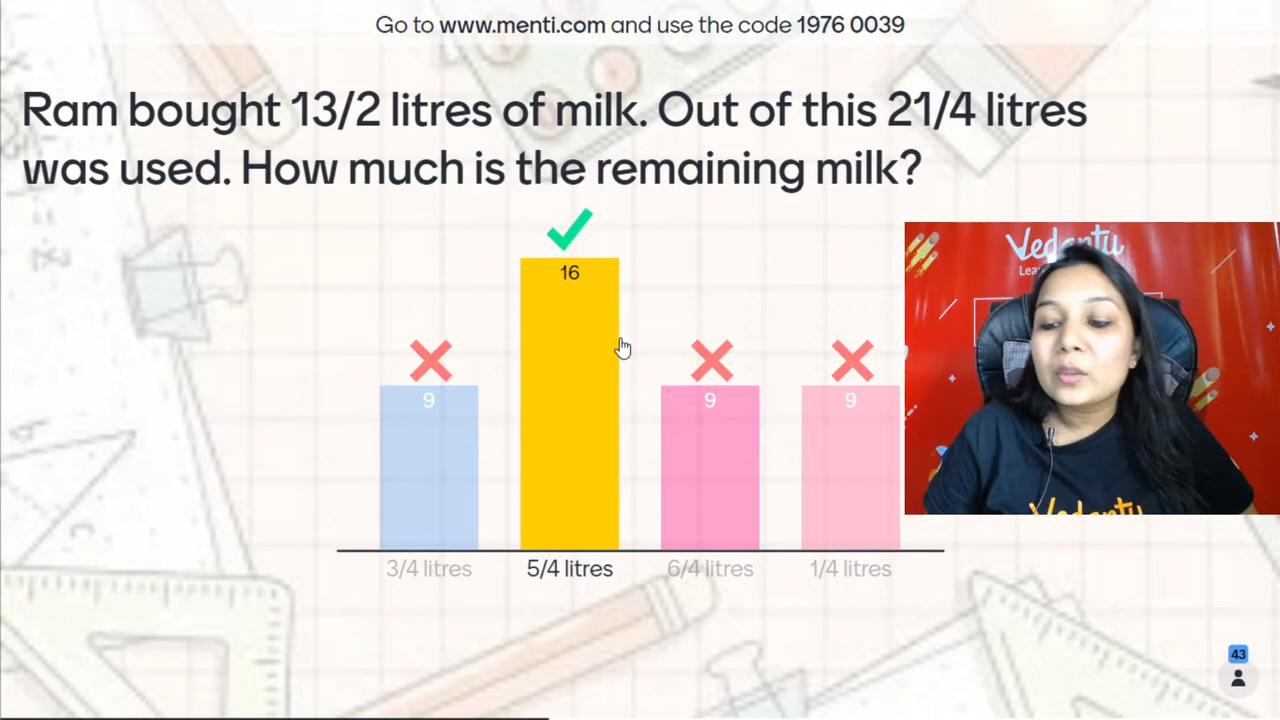 Go to www.menti.com and use the code 1976 0039
Ram bought 13/2 litres of milk. Out of this 21/4 litres
was used. How much is the remaining milk?
16
9
9
9
3/4 litres
5/4 litres
6/4 litres
1/4 litres
Vedantu
Vedantu
43